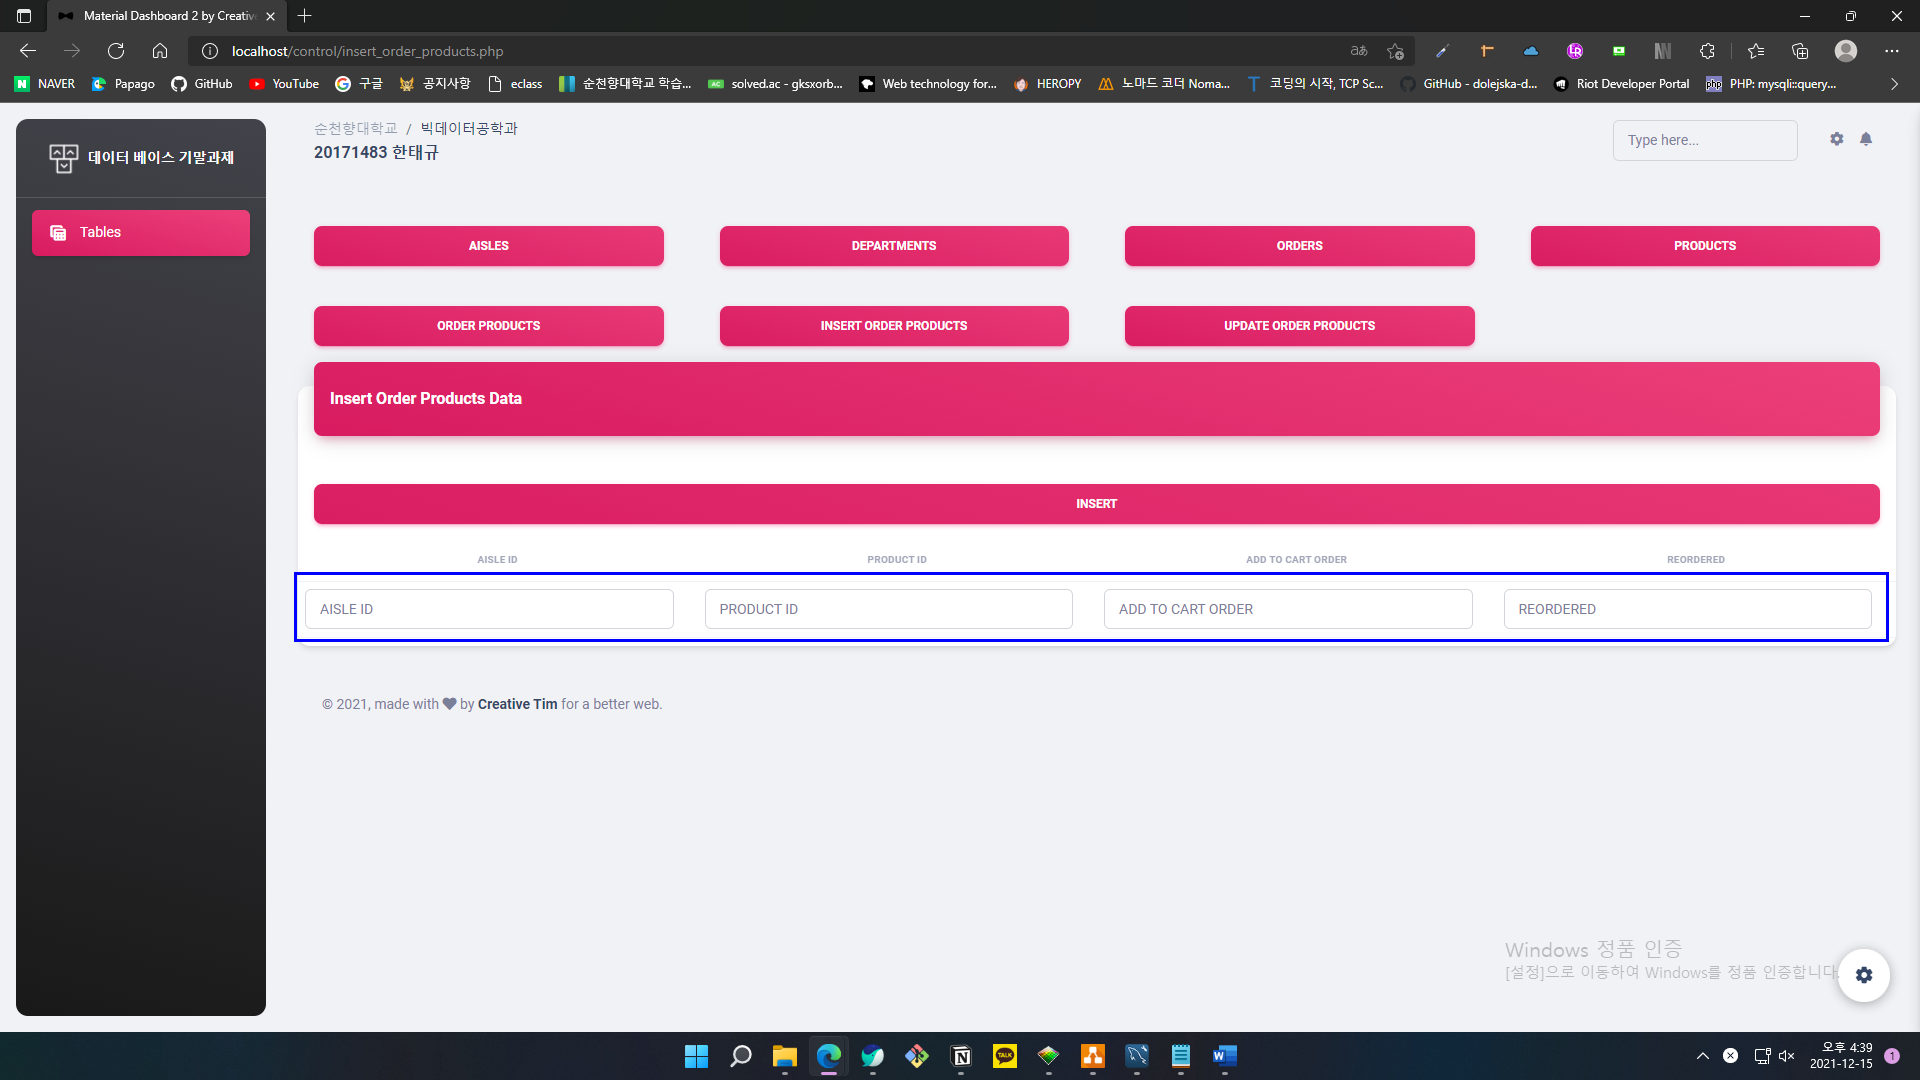 Material Dashboard 2 by Creative
localhost/control/insert_order_products.php
NAVER
Papago
GitHub
YouTube
구글
공지사항
eclass
순천향대학교 학습...
solved.ac - gksxorb...
Web technology for...
HEROPY
노마드 코더 Noma...
코딩의 시작, TCP Sc...
GitHub - dolejska-d...
Riot Developer Portal
PHP: mysqli::query...
데이터 베이스 기말과제
Tables
순천향대학교 / 빅데이터공학과
20171483 한태규
Type here...
AISLES
DEPARTMENTS
ORDERS
PRODUCTS
ORDER PRODUCTS
INSERT ORDER PRODUCTS
UPDATE ORDER PRODUCTS
Insert Order Products Data
INSERT
AISLE ID
PRODUCT ID
ADD TO CART ORDER
REORDERED
AISLE ID
PRODUCT ID
ADD TO CART ORDER
REORDERED
© 2021, made with ♥ by Creative Tim for a better web.
Windows 정품 인증
[설정]으로 이동하여 Windows를 정품 인증합니다.
오후 4:39
2021-12-15
1